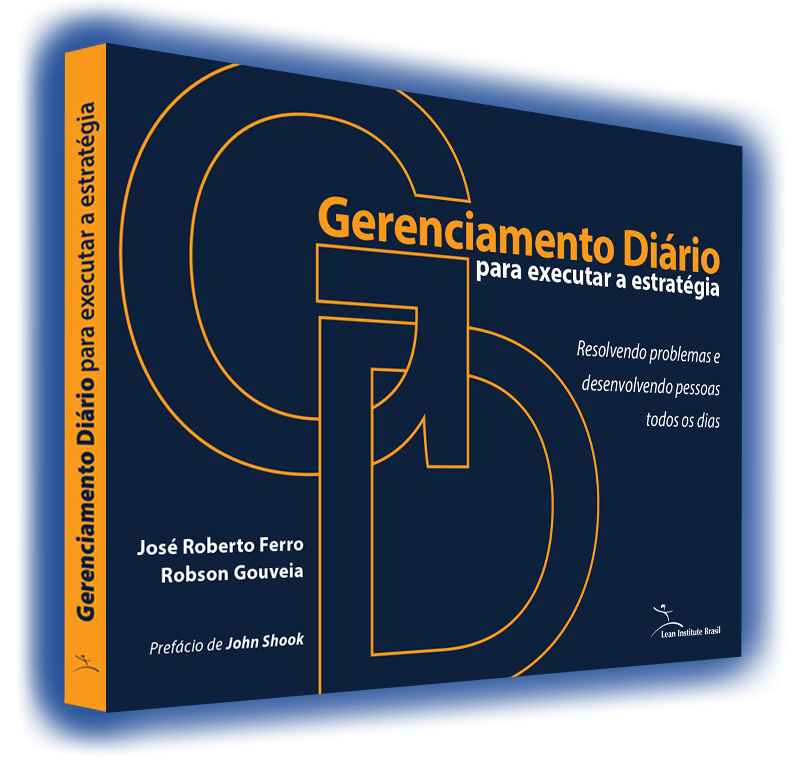 Gerenciamento Diário para executar a estratégia
GD
Gerenciamento Diário
para executar a estratégia
Resolvendo problemas e
desenvolvendo pessoas
todos os dias
José Roberto Ferro
Robson Gouveia
Prefácio de John Shook
Lean Institute Brasil